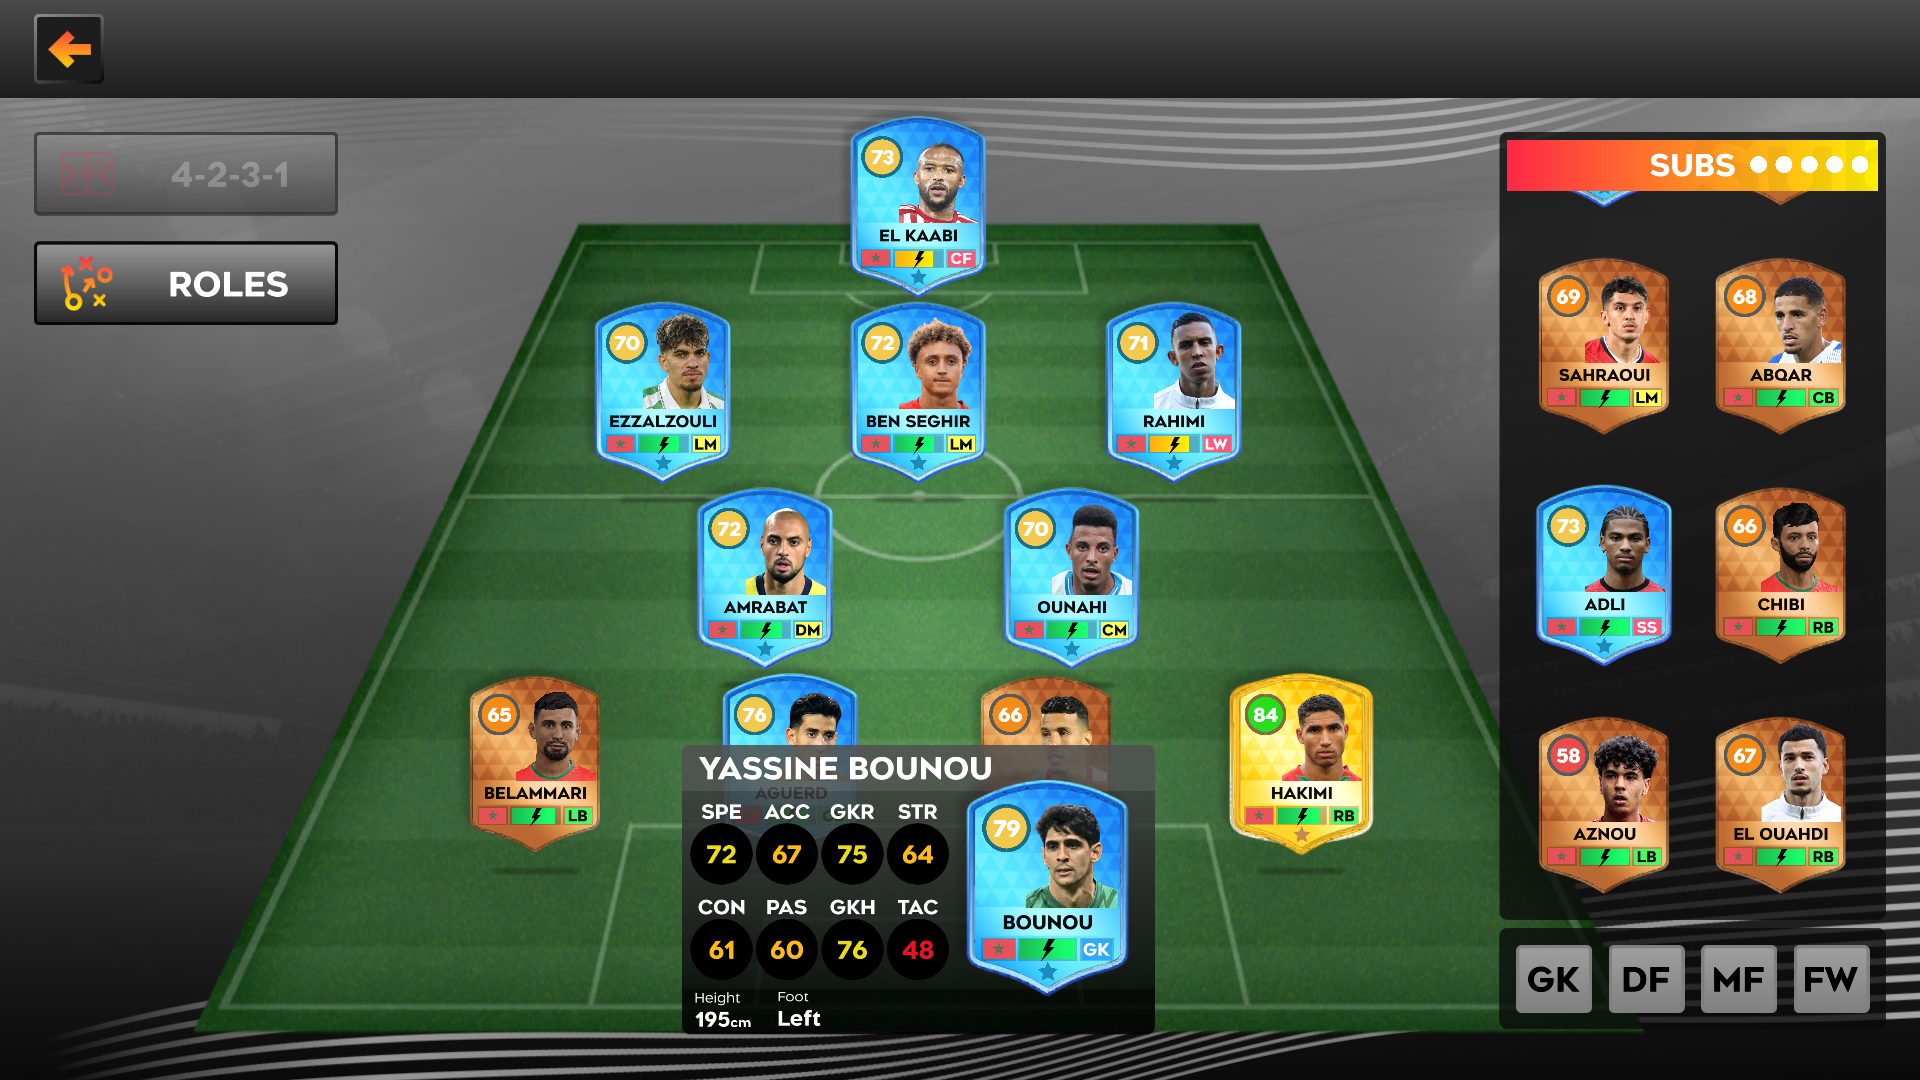 4-2-3-1
ROLES
73
EL KAABI
CF
70
EZZALZOULI
LM
72
BEN SEGHIR
LM
71
RAHIMI
LW
72
AMRABAT
DM
70
OUNAHI
CM
65
BELAMMARI
LB
76
AGUERD
66
84
HAKIMI
RB
YASSINE BOUNOU
SPE ACC GKR STR
72 67 75 64
CON PAS GKH TAC
61 60 76 48
Height Foot
195cm Left
79
BOUNOU
GK
SUBS
69
SAHRAOUI
LM
68
ABQAR
CB
73
ADLI
SS
66
CHIBI
RB
58
AZNOU
LB
67
EL OUAHDI
RB
GK DF MF FW